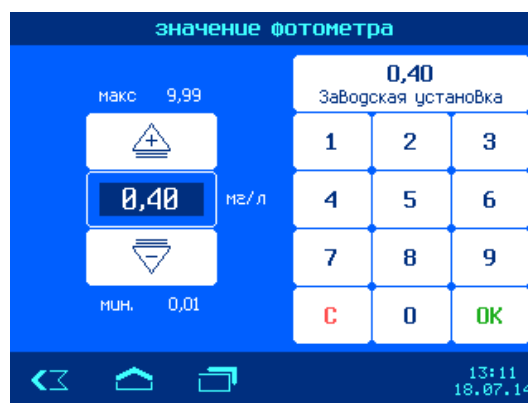 значение фотометра
макс 9,99
+
0,40 мг/л
−
мин. 0,01
0,40
Заводская установка
1 2 3
4 5 6
7 8 9
C 0 OK
13:11
18.07.14